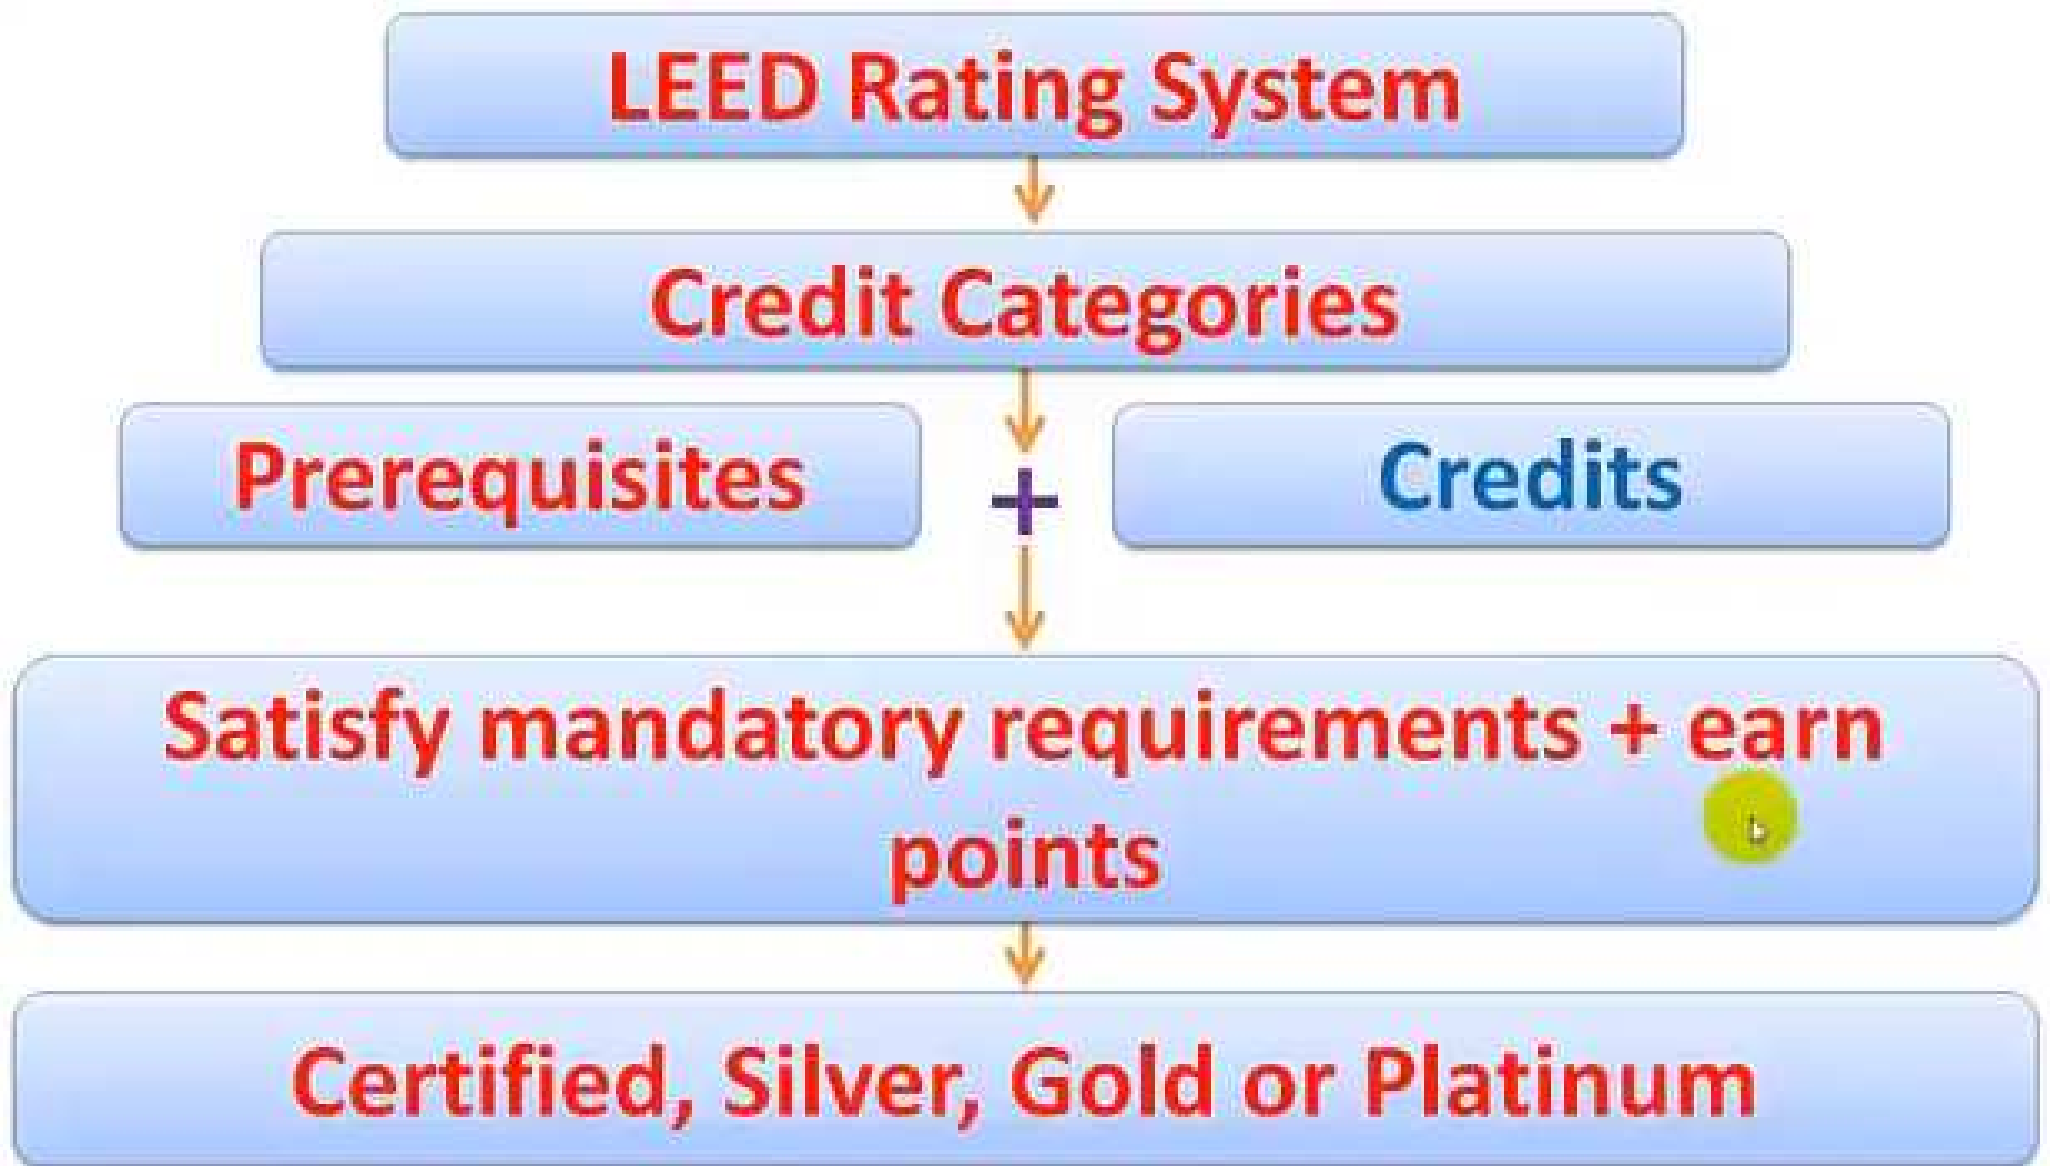 LEED Rating System
Credit Categories
Prerequisites
+
Credits
Satisfy mandatory requirements + earn
points
Certified, Silver, Gold or Platinum